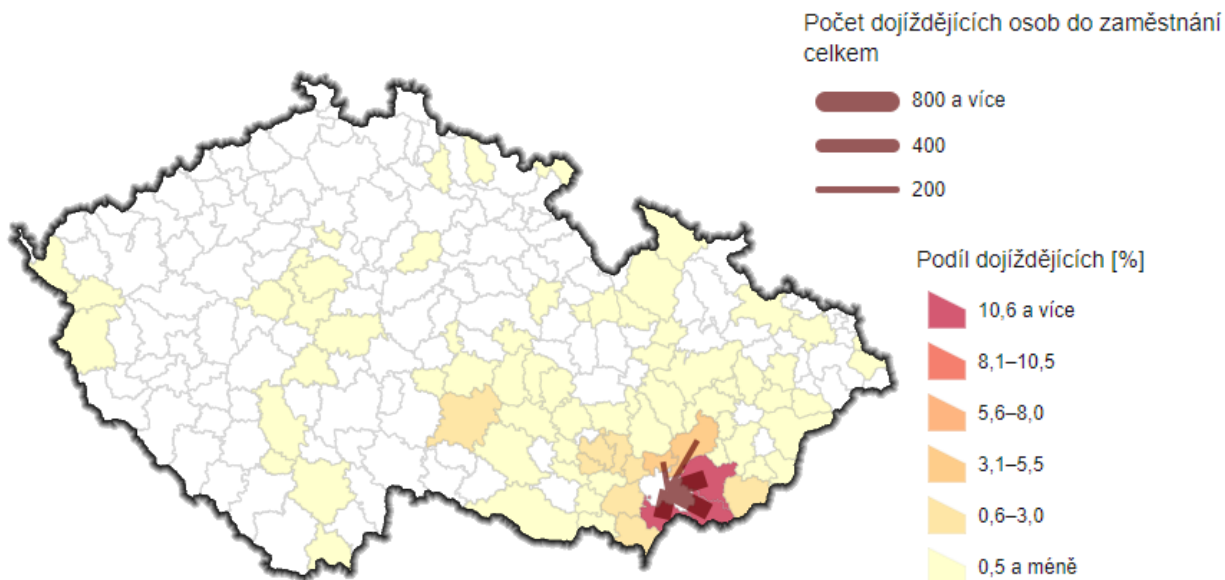 Počet dojíždějících osob do zaměstnání
celkem
800 a více
400
200
Podíl dojíždějících [%]
10,6 a více
8,1–10,5
5,6–8,0
3,1–5,5
0,6–3,0
0,5 a méně